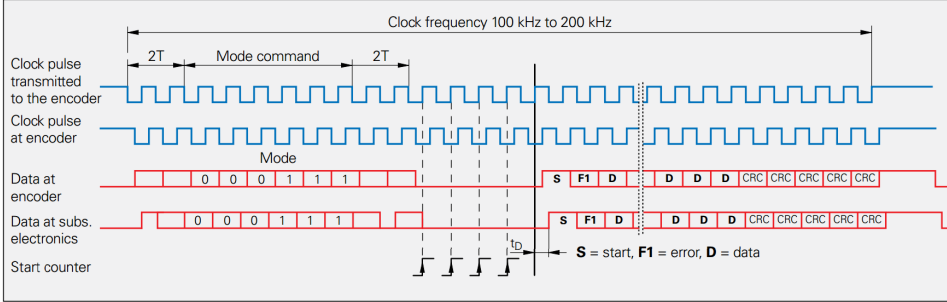 Clock frequency 100 kHz to 200 kHz
2T Mode command 2T
Clock pulse
transmitted
to the encoder
Clock pulse
at encoder
Mode
Data at
encoder
0 0 0 1 1 1 S F1 D D D D CRC CRC CRC CRC CRC
Data at subs.
electronics
0 0 0 1 1 1 S F1 D D D D CRC CRC CRC CRC CRC
tD
S = start, F1 = error, D = data
Start counter